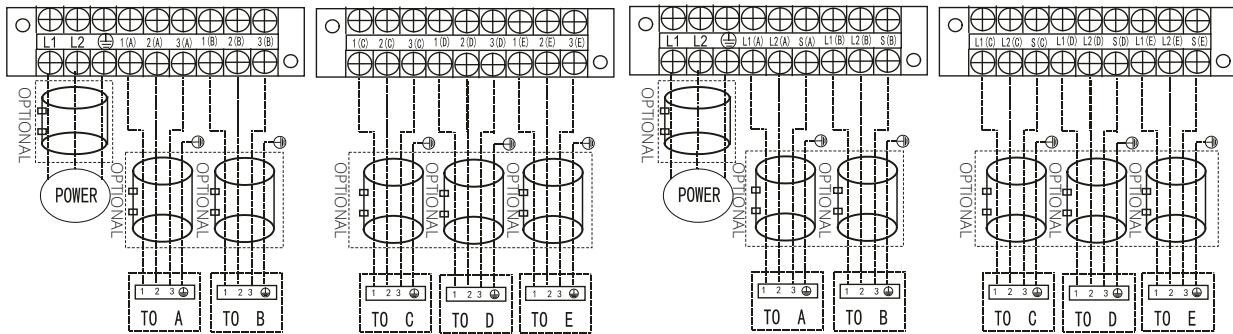 L1 L2 1(A) 2(A) 3(A) 1(B) 2(B) 3(B)
OPTIONAL
POWER
OPTIONAL
OPTIONAL
1 2 3
TO A
1 2 3
TO B
1(C) 2(C) 3(C) 1(D) 2(D) 3(D) 1(E) 2(E) 3(E)
OPTIONAL
OPTIONAL
OPTIONAL
1 2 3
TO C
1 2 3
TO D
1 2 3
TO E
L1 L2 L1(A) L2(A) S(A) L1(B) L2(B) S(B)
OPTIONAL
POWER
OPTIONAL
OPTIONAL
1 2 3
TO A
1 2 3
TO B
L1(C) L2(C) S(C) L1(D) L2(D) S(D) L1(E) L2(E) S(E)
OPTIONAL
OPTIONAL
OPTIONAL
1 2 3
TO C
1 2 3
TO D
1 2 3
TO E